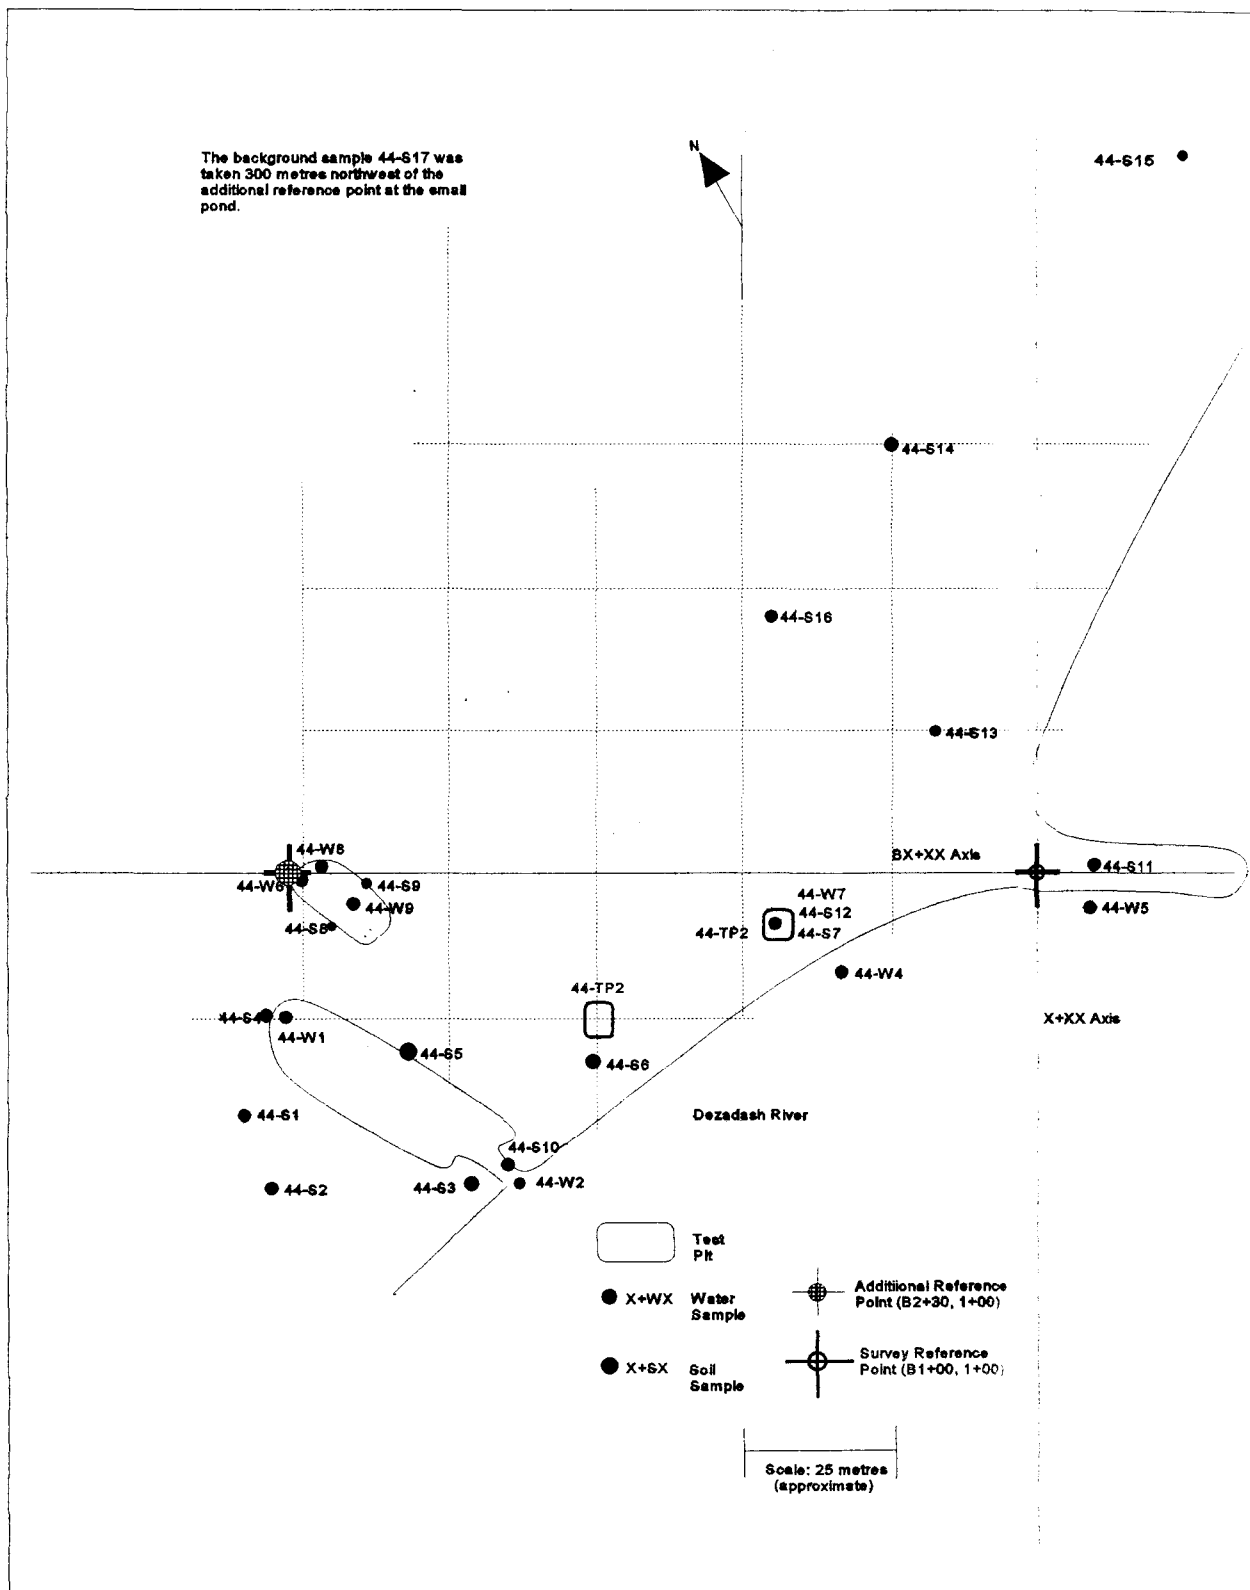 The background sample 44-S17 was
taken 300 metres northwest of the
additional reference point at the small
pond.
N
44-S15
44-S14
44-S16
44-S13
44-W8
BX+XX Axis
44-W6
44-S9
44-S11
44-W7
44-W9
44-S12
44-W5
44-S8
44-TP2
44-S7
44-W4
44-TP2
44-S4
X+XX Axis
44-W1
44-S5
44-S6
44-S1
Dezadash River
44-S10
44-S2
44-S3
44-W2
Test
Pit
X+WX Water
Sample
Additional Reference
Point (B2+30, 1+00)
X+SX Soil
Sample
Survey Reference
Point (B1+00, 1+00)
Scale: 25 metres
(approximate)